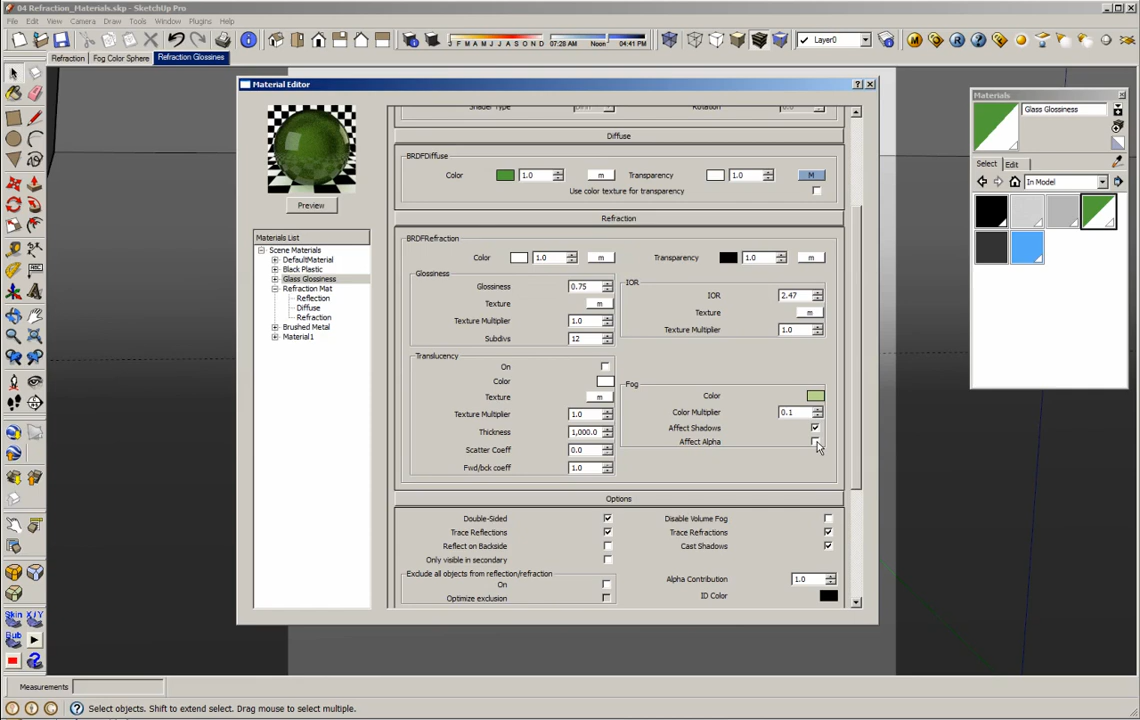 04 Refraction_Materials.skp - SketchUp Pro
File Edit View Camera Draw Tools Window Plugins Help
J F M A M J J A S O N D 07:28 AM Noon 04:41 PM Layer0
Refraction Fog Color Sphere Refraction Glossines
Material Editor
Materials
Glass Glossiness
Select Edit
In Model
Preview
Materials List
Scene Materials
DefaultMaterial
Black Plastic
Glass Glossiness
Refraction Mat
Reflection
Diffuse
Refraction
Brushed Metal
Material1
Shader Type Rotation 0.0
Diffuse
BRDFDiffuse
Color 1.0 m Transparency 1.0 M
Use color texture for transparency
Refraction
BRDFRefraction
Color 1.0 m Transparency 1.0 m
Glossiness
Glossiness 0.75
Texture m
Texture Multiplier 1.0
Subdivs 12
IOR
IOR 2.47
Texture m
Texture Multiplier 1.0
Translucency
On
Color
Texture m
Texture Multiplier 1.0
Thickness 1,000.0
Scatter Coeff 0.0
Fwd/bck coeff 1.0
Fog
Color
Color Multiplier 0.1
Affect Shadows
Affect Alpha
Options
Double-Sided Disable Volume Fog
Trace Reflections Trace Refractions
Reflect on Backside Cast Shadows
Only visible in secondary
Exclude all objects from reflection/refraction
On
Optimize exclusion
Alpha Contribution 1.0
ID Color
Skin X/Y
Bub
Measurements
Select objects. Shift to extend select. Drag mouse to select multiple.